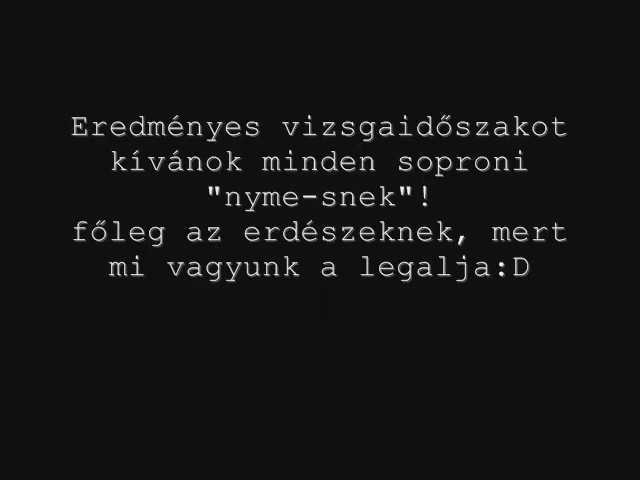 Eredményes vizsgaidőszakot
kívánok minden soproni
"nyme-snek"!
főleg az erdészeknek, mert
mi vagyunk a legalja:D